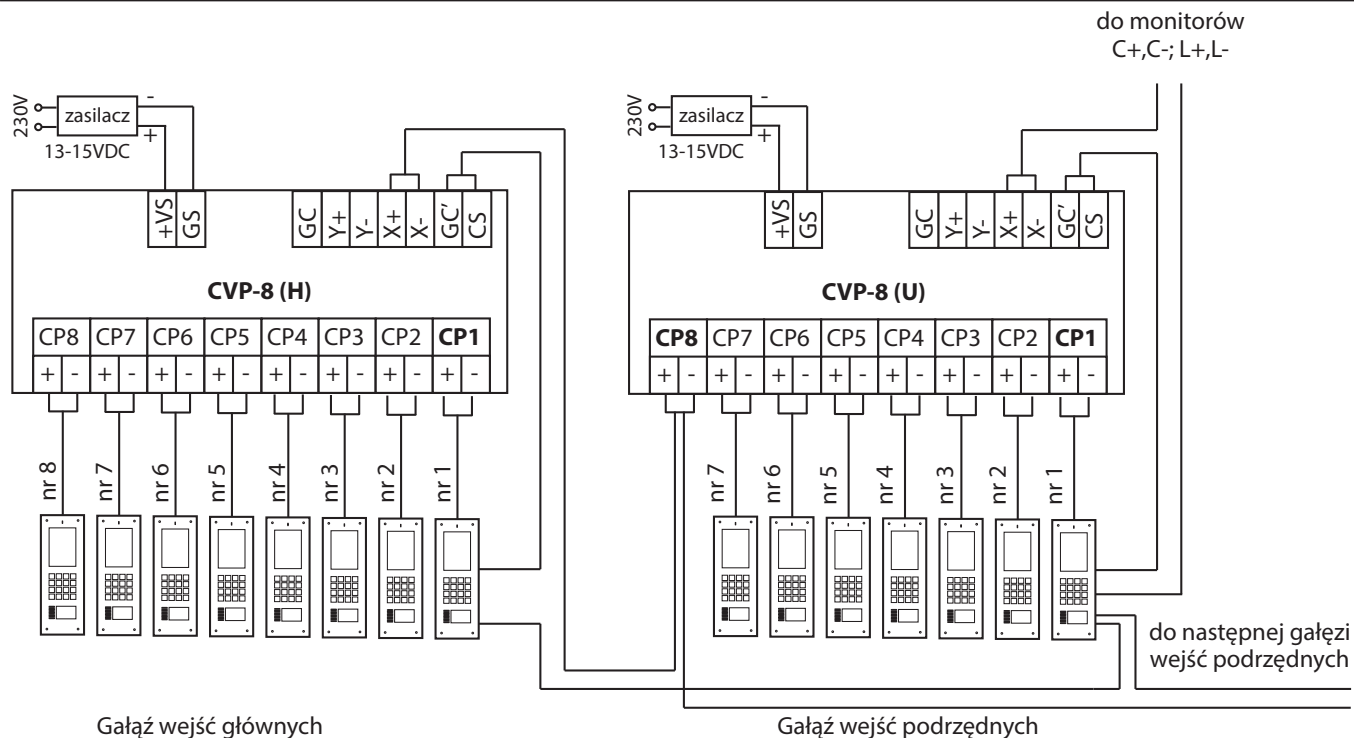 do monitorów
C+,C-; L+,L-
230V
zasilacz
-
+
13-15VDC
+VS GS GC Y+ Y- X+ X- GC' CS
CVP-8 (H)
CP8 CP7 CP6 CP5 CP4 CP3 CP2 CP1
+ - + - + - + - + - + - + - + -
nr 8 nr 7 nr 6 nr 5 nr 4 nr 3 nr 2 nr 1
Gałąź wejść głównych
230V
zasilacz
-
+
13-15VDC
+VS GS GC Y+ Y- X+ X- GC' CS
CVP-8 (U)
CP8 CP7 CP6 CP5 CP4 CP3 CP2 CP1
+ - + - + - + - + - + - + - + -
nr 7 nr 6 nr 5 nr 4 nr 3 nr 2 nr 1
do następnej gałęzi
wejść podrzędnych
Gałąź wejść podrzędnych